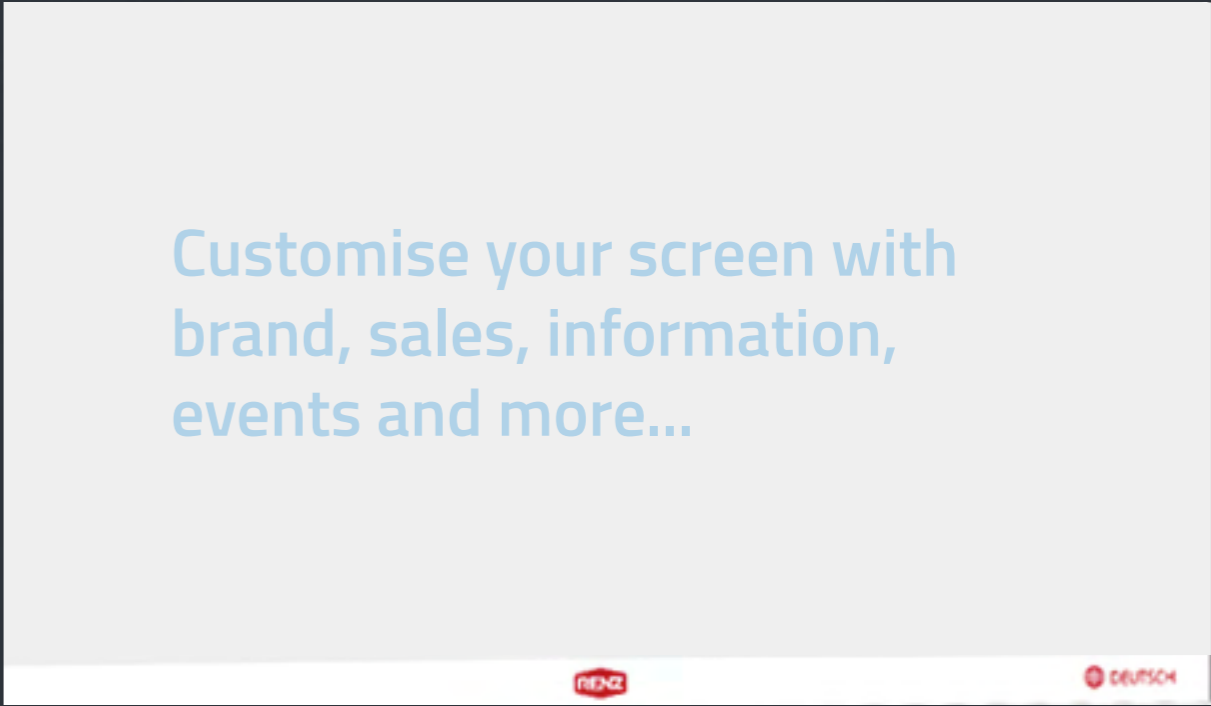 Customise your screen with
brand, sales, information,
events and more...
RENZ
DEUTSCH